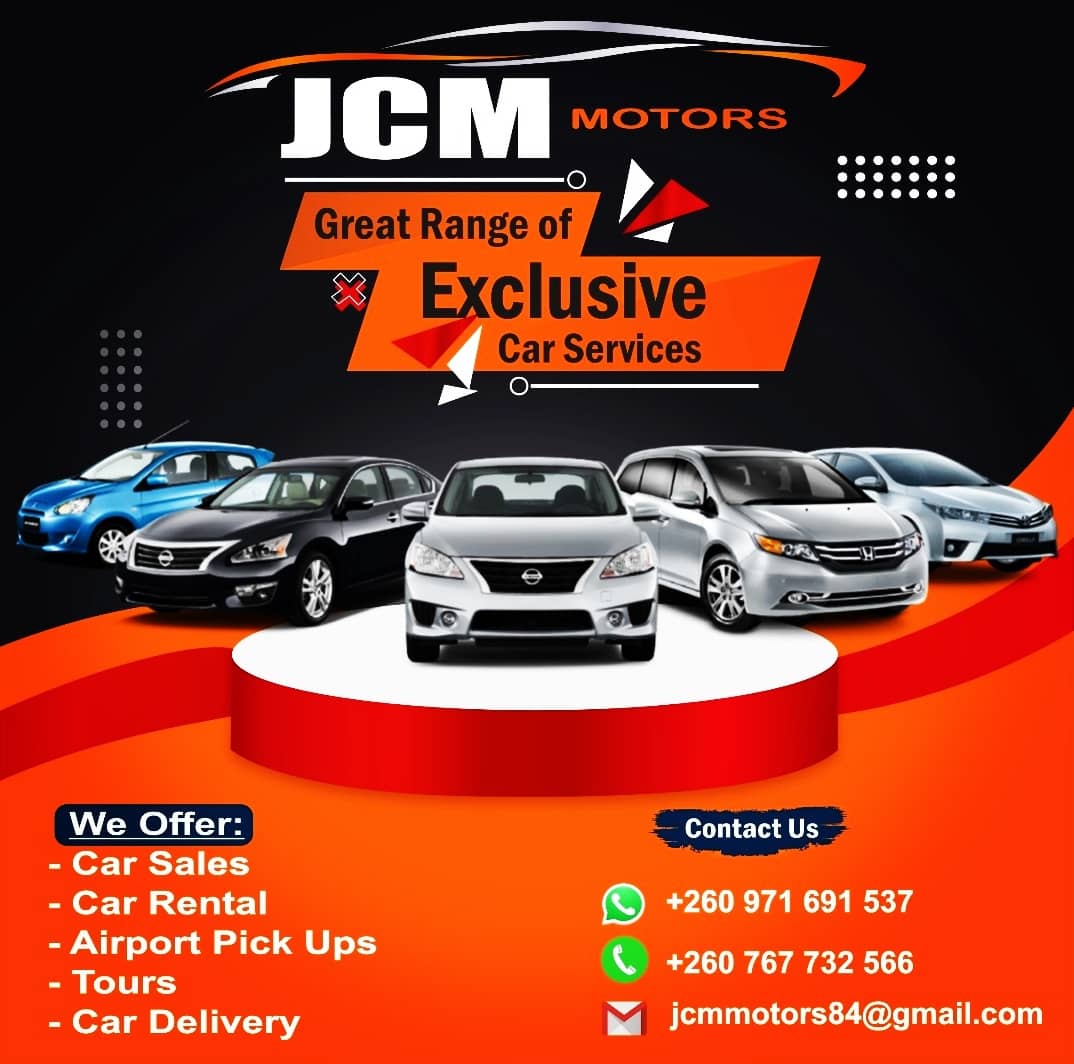 JCM MOTORS
Great Range of
Exclusive
Car Services
We Offer:
- Car Sales
- Car Rental
- Airport Pick Ups
- Tours
- Car Delivery
Contact Us
+260 971 691 537
+260 767 732 566
jcmmotors84@gmail.com